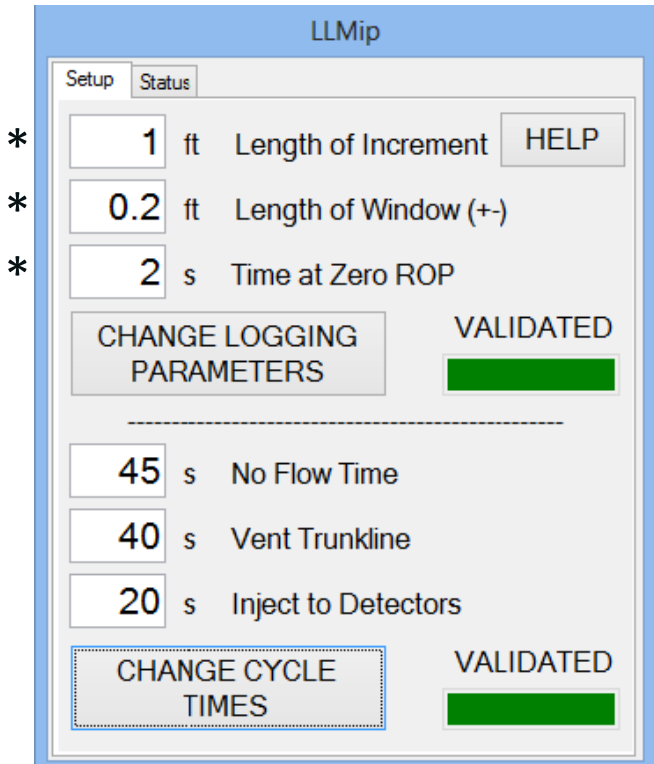 LLMip
Setup Status
* 1 ft Length of Increment HELP
* 0.2 ft Length of Window (+-)
* 2 s Time at Zero ROP
CHANGE LOGGING
PARAMETERS
VALIDATED
--------------------------------------------------
45 s No Flow Time
40 s Vent Trunkline
20 s Inject to Detectors
CHANGE CYCLE
TIMES
VALIDATED